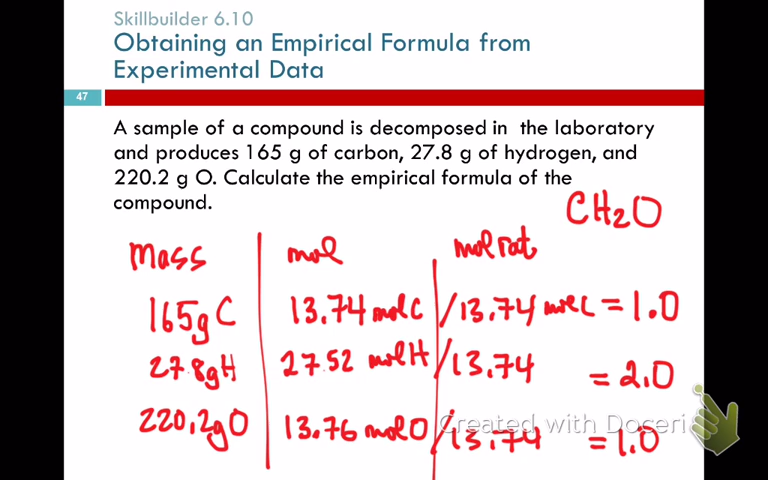 Skillbuilder 6.10
Obtaining an Empirical Formula from
Experimental Data
47
A sample of a compound is decomposed in the laboratory
and produces 165 g of carbon, 27.8 g of hydrogen, and
220.2 g O. Calculate the empirical formula of the
compound.
CH2O
Mass mol mol rat
165g C 13.74 mol C /13.74 mol C = 1.0
27.8g H 27.52 mol H /13.74 = 2.0
220.2g O 13.76 mol O /13.74 = 1.0
Created with Doceri